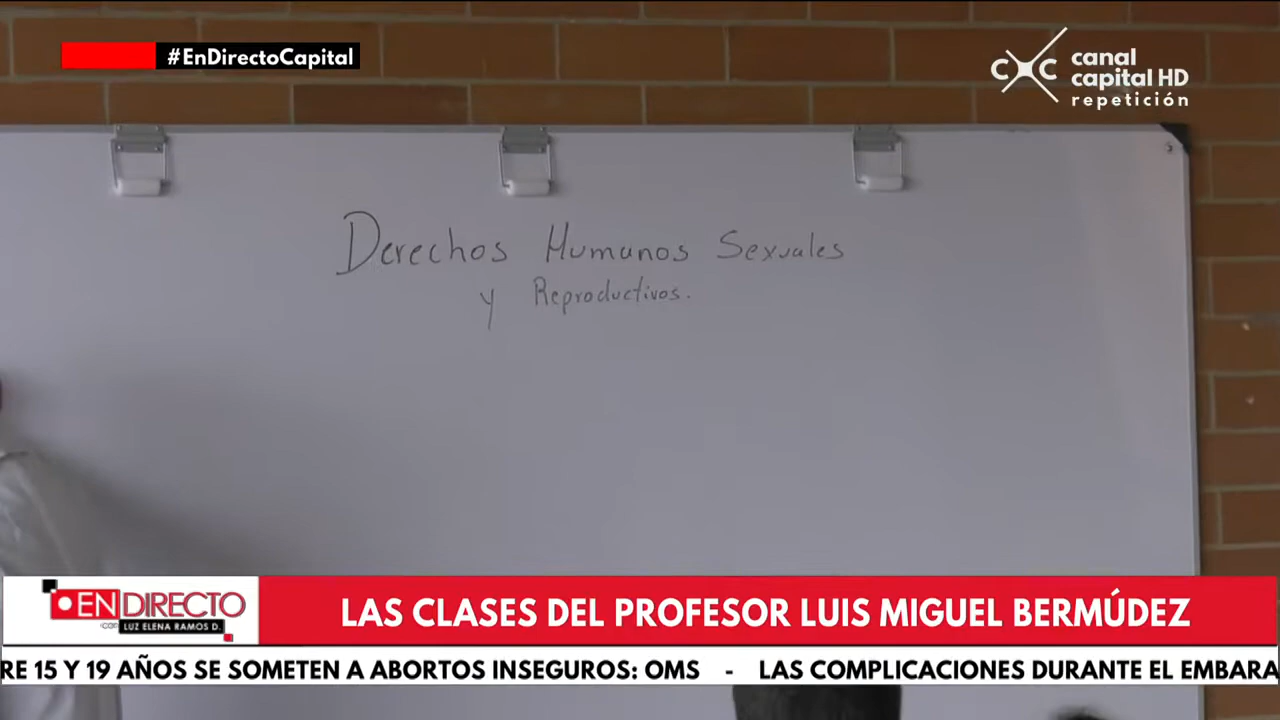 #EnDirectoCapital
canal
capital HD
repetición
Derechos Humanos Sexuales
y Reproductivos.
EN DIRECTO
con LUZ ELENA RAMOS D.
LAS CLASES DEL PROFESOR LUIS MIGUEL BERMÚDEZ
RE 15 Y 19 AÑOS SE SOMETEN A ABORTOS INSEGUROS: OMS - LAS COMPLICACIONES DURANTE EL EMBARA